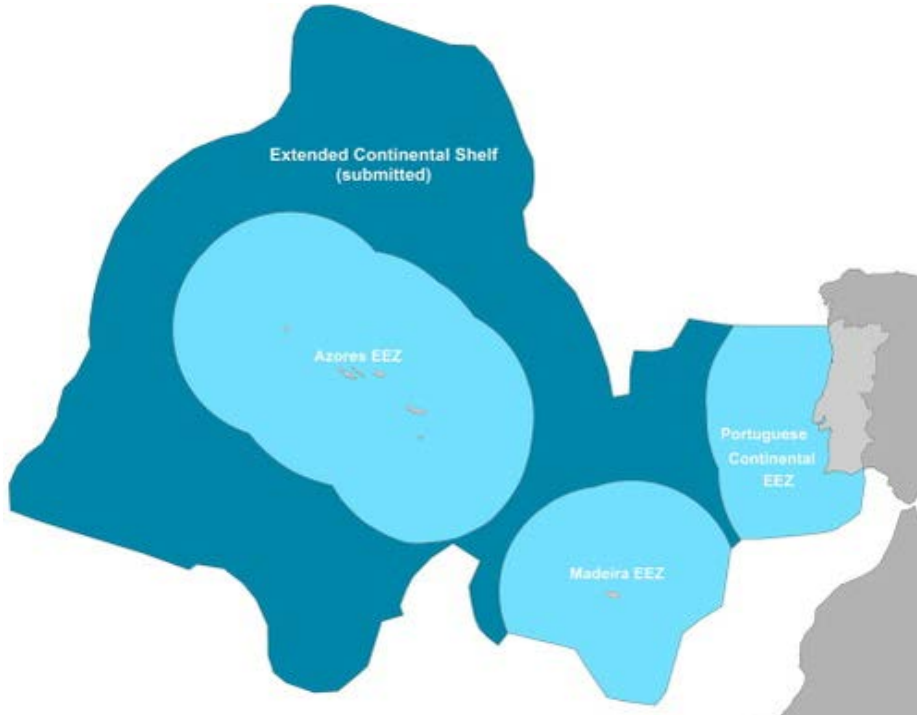 Extended Continental Shelf
(submitted)
Azores EEZ
Portuguese
Continental
EEZ
Madeira EEZ